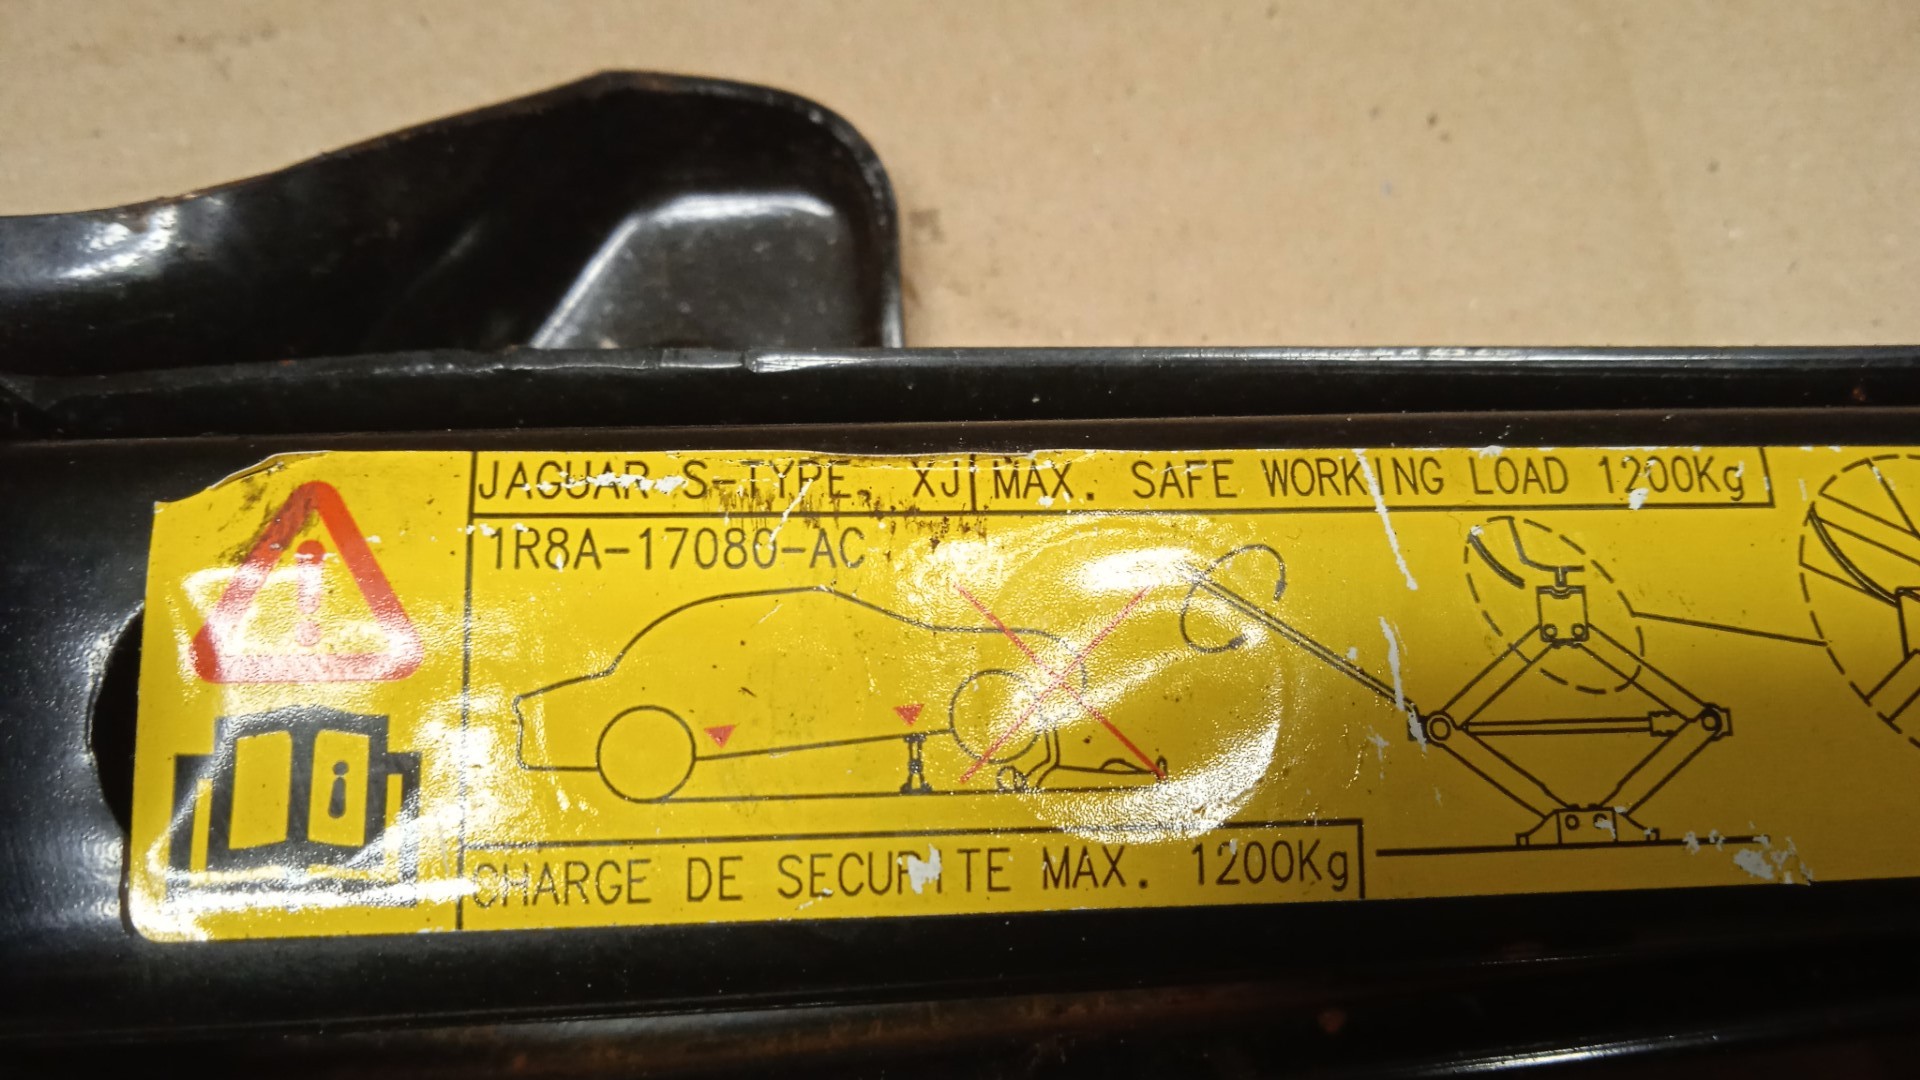 JAGUAR S-TYPE, XJ MAX. SAFE WORKING LOAD 1200Kg
1R8A-17080-AC
CHARGE DE SECURITE MAX. 1200Kg